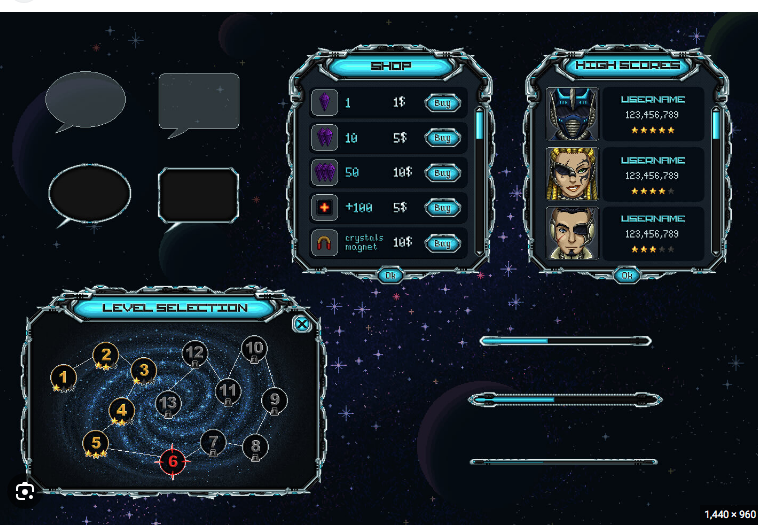 SHOP
1 1$ Buy
10 5$ Buy
50 10$ Buy
+100 5$ Buy
crystals
magnet 10$ Buy
Ok
HIGH SCORES
USERNAME
123,456,789
USERNAME
123,456,789
USERNAME
123,456,789
Ok
LEVEL SELECTION
1
2
3
4
5
6
7
8
9
10
11
12
13
1,440 × 960